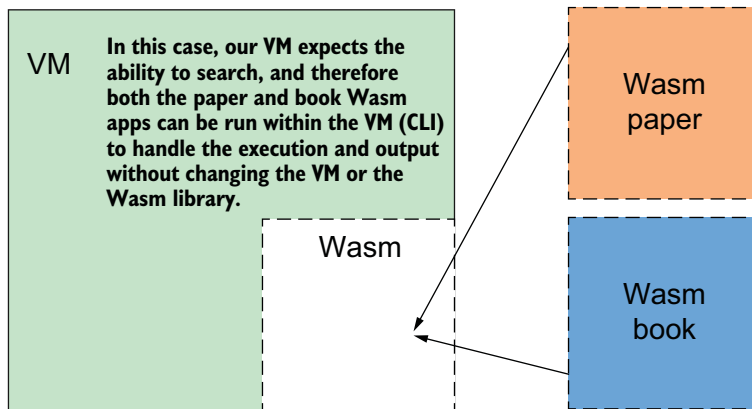 VM
In this case, our VM expects the
ability to search, and therefore
both the paper and book Wasm
apps can be run within the VM (CLI)
to handle the execution and output
without changing the VM or the
Wasm library.
Wasm
Wasm
paper
Wasm
book